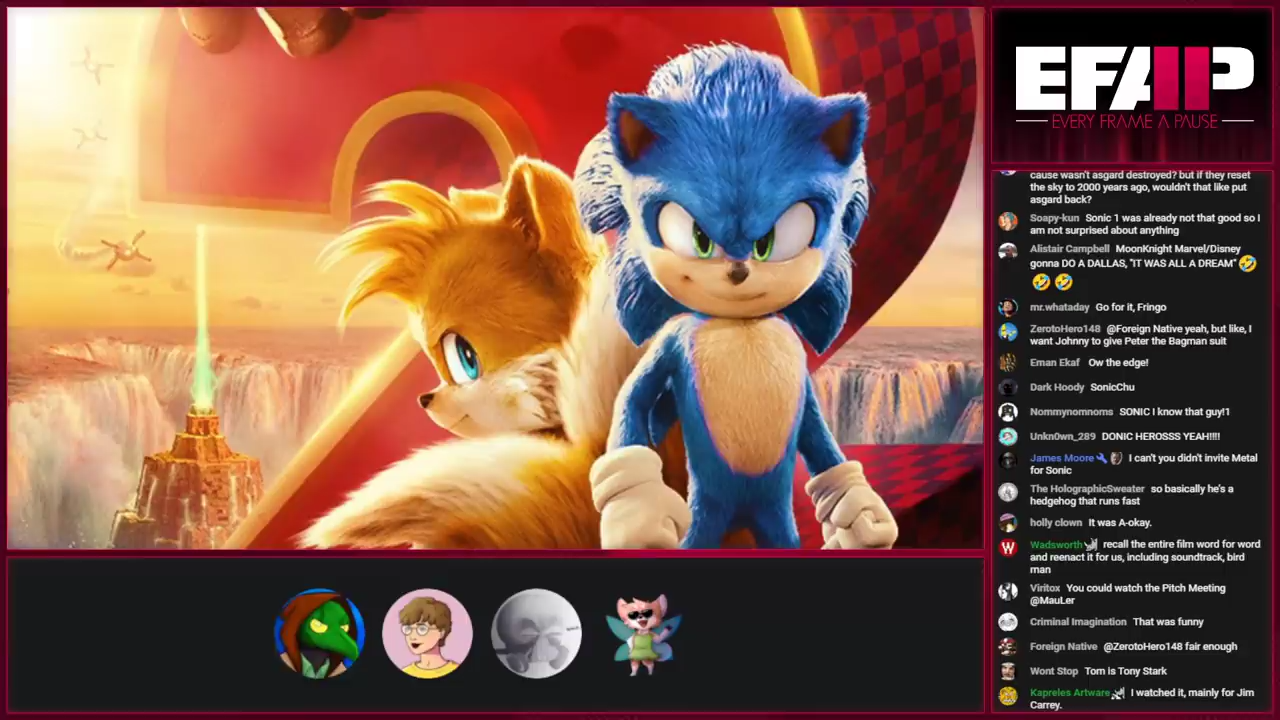 EFAP
EVERY FRAME A PAUSE
cause wasn't asgard destroyed? but if they reset
the sky to 2000 years ago, wouldn't that like put
asgard back?
Soapy-kun Sonic 1 was already not that good so I
am not surprised about anything
Alistair Campbell MoonKnight Marvel/Disney
gonna DO A DALLAS, "IT WAS ALL A DREAM" 🤣
🤣 🤣
mr.whataday Go for it, Fringo
ZerotoHero148 @Foreign Native yeah, but like, I
want Johnny to give Peter the Bagman suit
Eman Ekaf Ow the edge!
Dark Hoody SonicChu
Nommynomnoms SONIC I know that guy!1
Unkn0wn_289 DONIC HEROSSS YEAH!!!!
James Moore I can't you didn't invite Metal
for Sonic
The HolographicSweater so basically he's a
hedgehog that runs fast
holly clown It was A-okay.
W
Wadsworth recall the entire film word for word
and reenact it for us, including soundtrack, bird
man
Viritox You could watch the Pitch Meeting
@MauLer
Criminal Imagination That was funny
Foreign Native @ZerotoHero148 fair enough
Wont Stop Tom is Tony Stark
Kapreles Artware I watched it, mainly for Jim
Carrey.